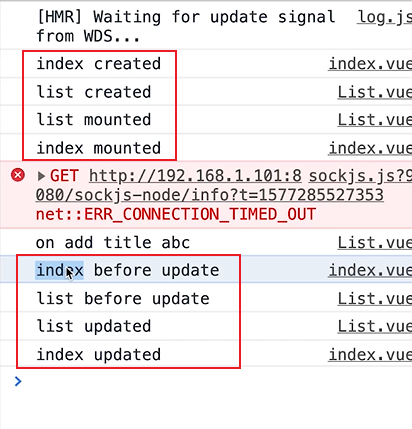 [HMR] Waiting for update signal log.js
from WDS...
index created index.vue
list created List.vue
list mounted List.vue
index mounted index.vue
▶GET http://192.168.1.101:8 sockjs.js?9
080/sockjs-node/info?t=1577285527353
net::ERR_CONNECTION_TIMED_OUT
on add title abc List.vue
index before update index.vue
list before update List.vue
list updated List.vue
index updated index.vue
>